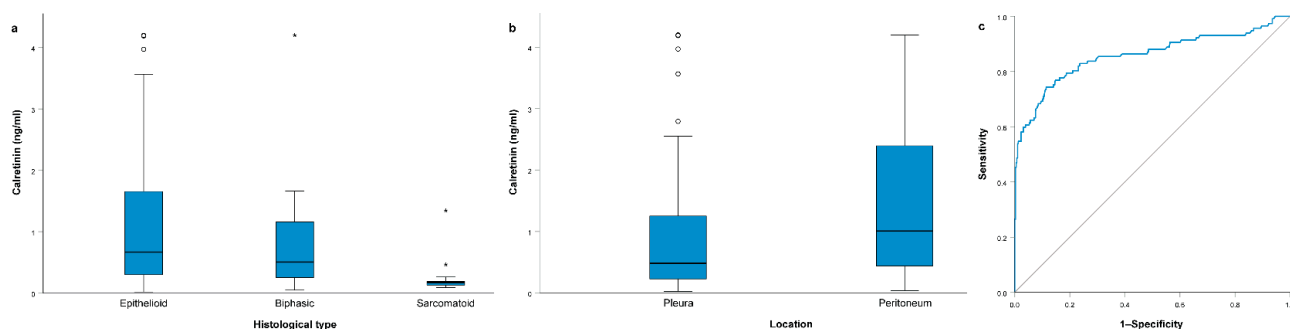 a
Calretinin (ng/ml)
4
3
2
1
0
Epithelioid Biphasic Sarcomatoid
Histological type
b
Calretinin (ng/ml)
4
3
2
1
0
Pleura Peritoneum
Location
c
Sensitivity
1.0
0.8
0.6
0.4
0.2
0.0
0.0 0.2 0.4 0.6 0.8
1–Specificity